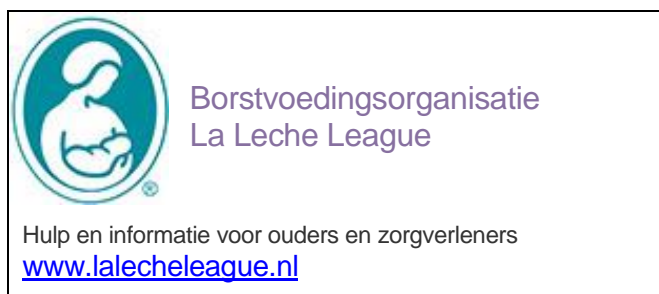 Borstvoedingsorganisatie
La Leche League
®
Hulp en informatie voor ouders en zorgverleners
www.lalecheleague.nl